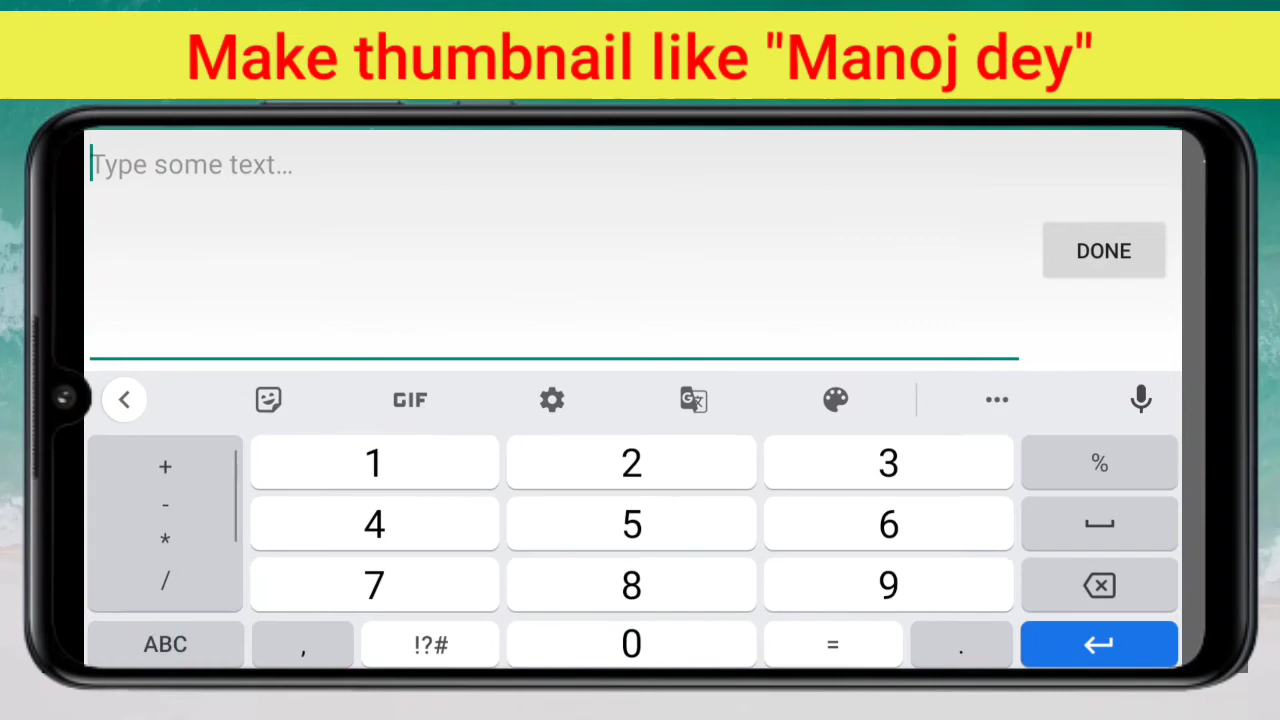 Make thumbnail like "Manoj dey"
Type some text...
DONE
GIF
+ 1 2 3 %
-
* 4 5 6
/ 7 8 9
ABC , !?# 0 = .